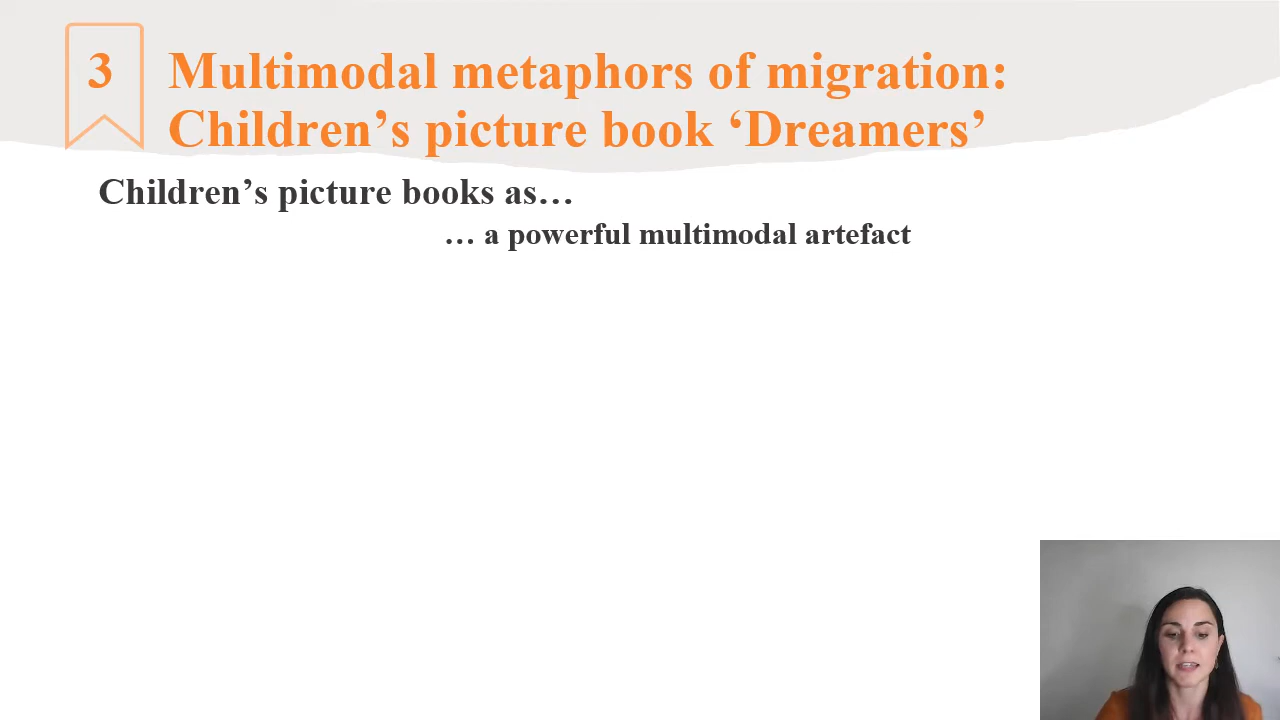 3
Multimodal metaphors of migration:
Children’s picture book ‘Dreamers’
Children’s picture books as…
… a powerful multimodal artefact